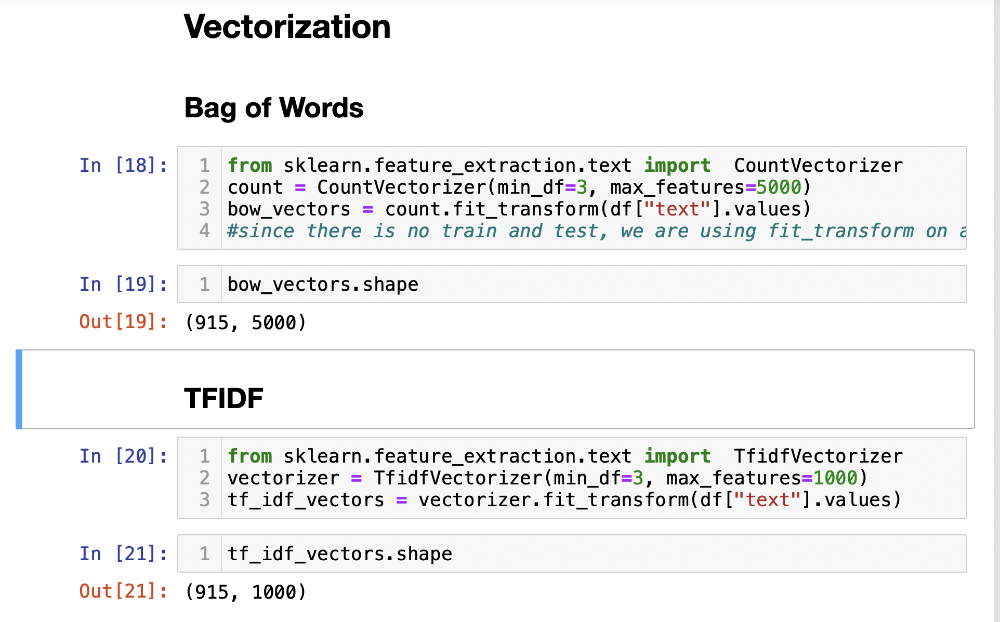 Vectorization
Bag of Words
In [18]:
1 from sklearn.feature_extraction.text import  CountVectorizer
2 count = CountVectorizer(min_df=3, max_features=5000)
3 bow_vectors = count.fit_transform(df["text"].values)
4 #since there is no train and test, we are using fit_transform on
In [19]:
1 bow_vectors.shape
Out[19]: (915, 5000)
TFIDF
In [20]:
1 from sklearn.feature_extraction.text import  TfidfVectorizer
2 vectorizer = TfidfVectorizer(min_df=3, max_features=1000)
3 tf_idf_vectors = vectorizer.fit_transform(df["text"].values)
In [21]:
1 tf_idf_vectors.shape
Out[21]: (915, 1000)